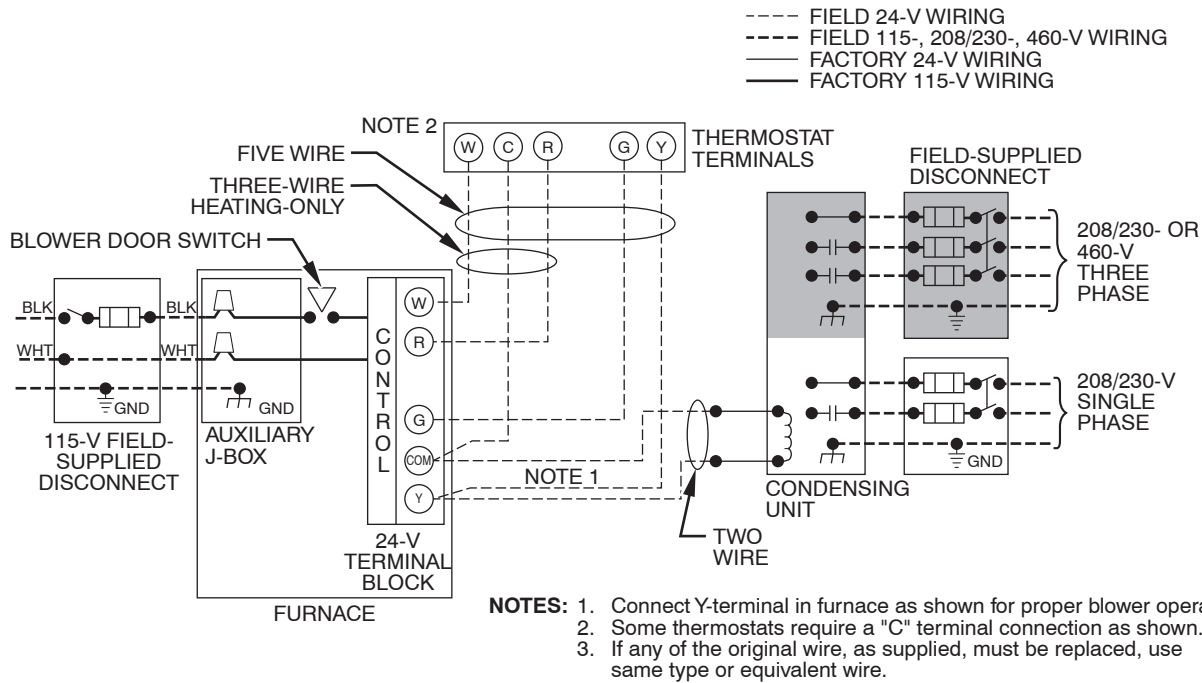 FIELD 24-V WIRING
FIELD 115-, 208/230-, 460-V WIRING
FACTORY 24-V WIRING
FACTORY 115-V WIRING
NOTE 2
W C R G Y
THERMOSTAT
TERMINALS
FIVE WIRE
THREE-WIRE
HEATING-ONLY
BLOWER DOOR SWITCH
FIELD-SUPPLIED
DISCONNECT
208/230- OR
460-V
THREE
PHASE
BLK
BLK
WHT
WHT
GND
GND
115-V FIELD-
SUPPLIED
DISCONNECT
AUXILIARY
J-BOX
CONTROL
W
R
G
COM
Y
24-V
TERMINAL
BLOCK
FURNACE
NOTE 1
TWO
WIRE
CONDENSING
UNIT
208/230-V
SINGLE
PHASE
GND
NOTES: 1. Connect Y-terminal in furnace as shown for proper blower
2. Some thermostats require a "C" terminal connection as shown.
3. If any of the original wire, as supplied, must be replaced, use
same type or equivalent wire.